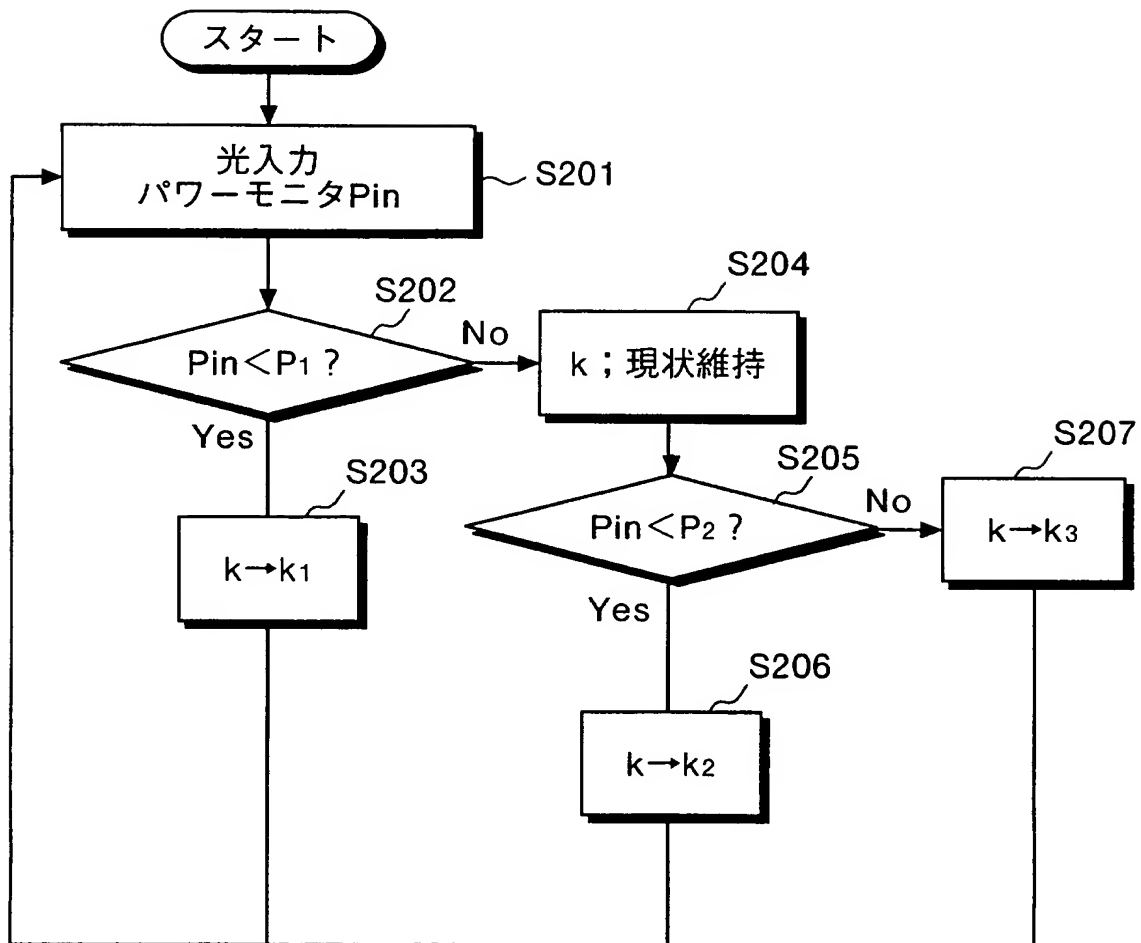 スタート
光入力
パワーモニタPin
S201
S202
Pin<P1?
No
Yes
S203
k→k1
S204
k;現状維持
S205
Pin<P2?
No
Yes
S206
k→k2
S207
k→k3